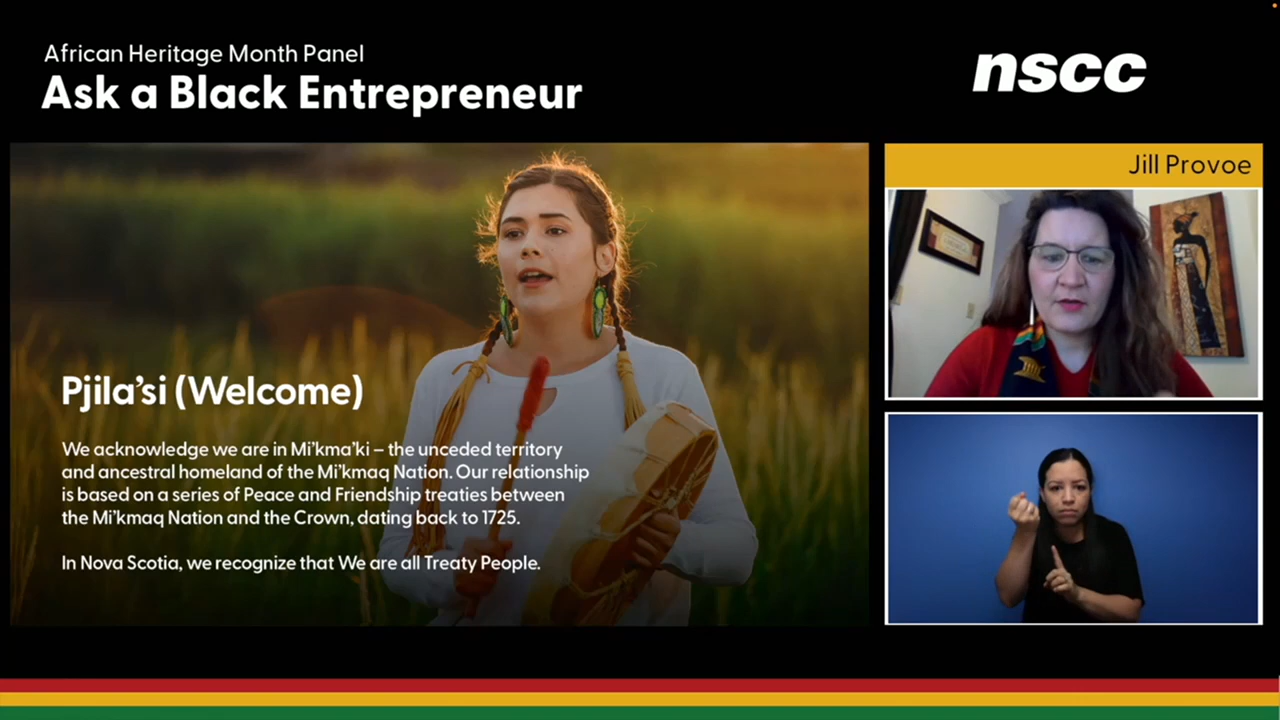 African Heritage Month Panel
Ask a Black Entrepreneur
nscc
Jill Provoe
Pjila’si (Welcome)
We acknowledge we are in Mi’kma’ki – the unceded territory
and ancestral homeland of the Mi’kmaq Nation. Our relationship
is based on a series of Peace and Friendship treaties between
the Mi’kmaq Nation and the Crown, dating back to 1725.
In Nova Scotia, we recognize that We are all Treaty People.